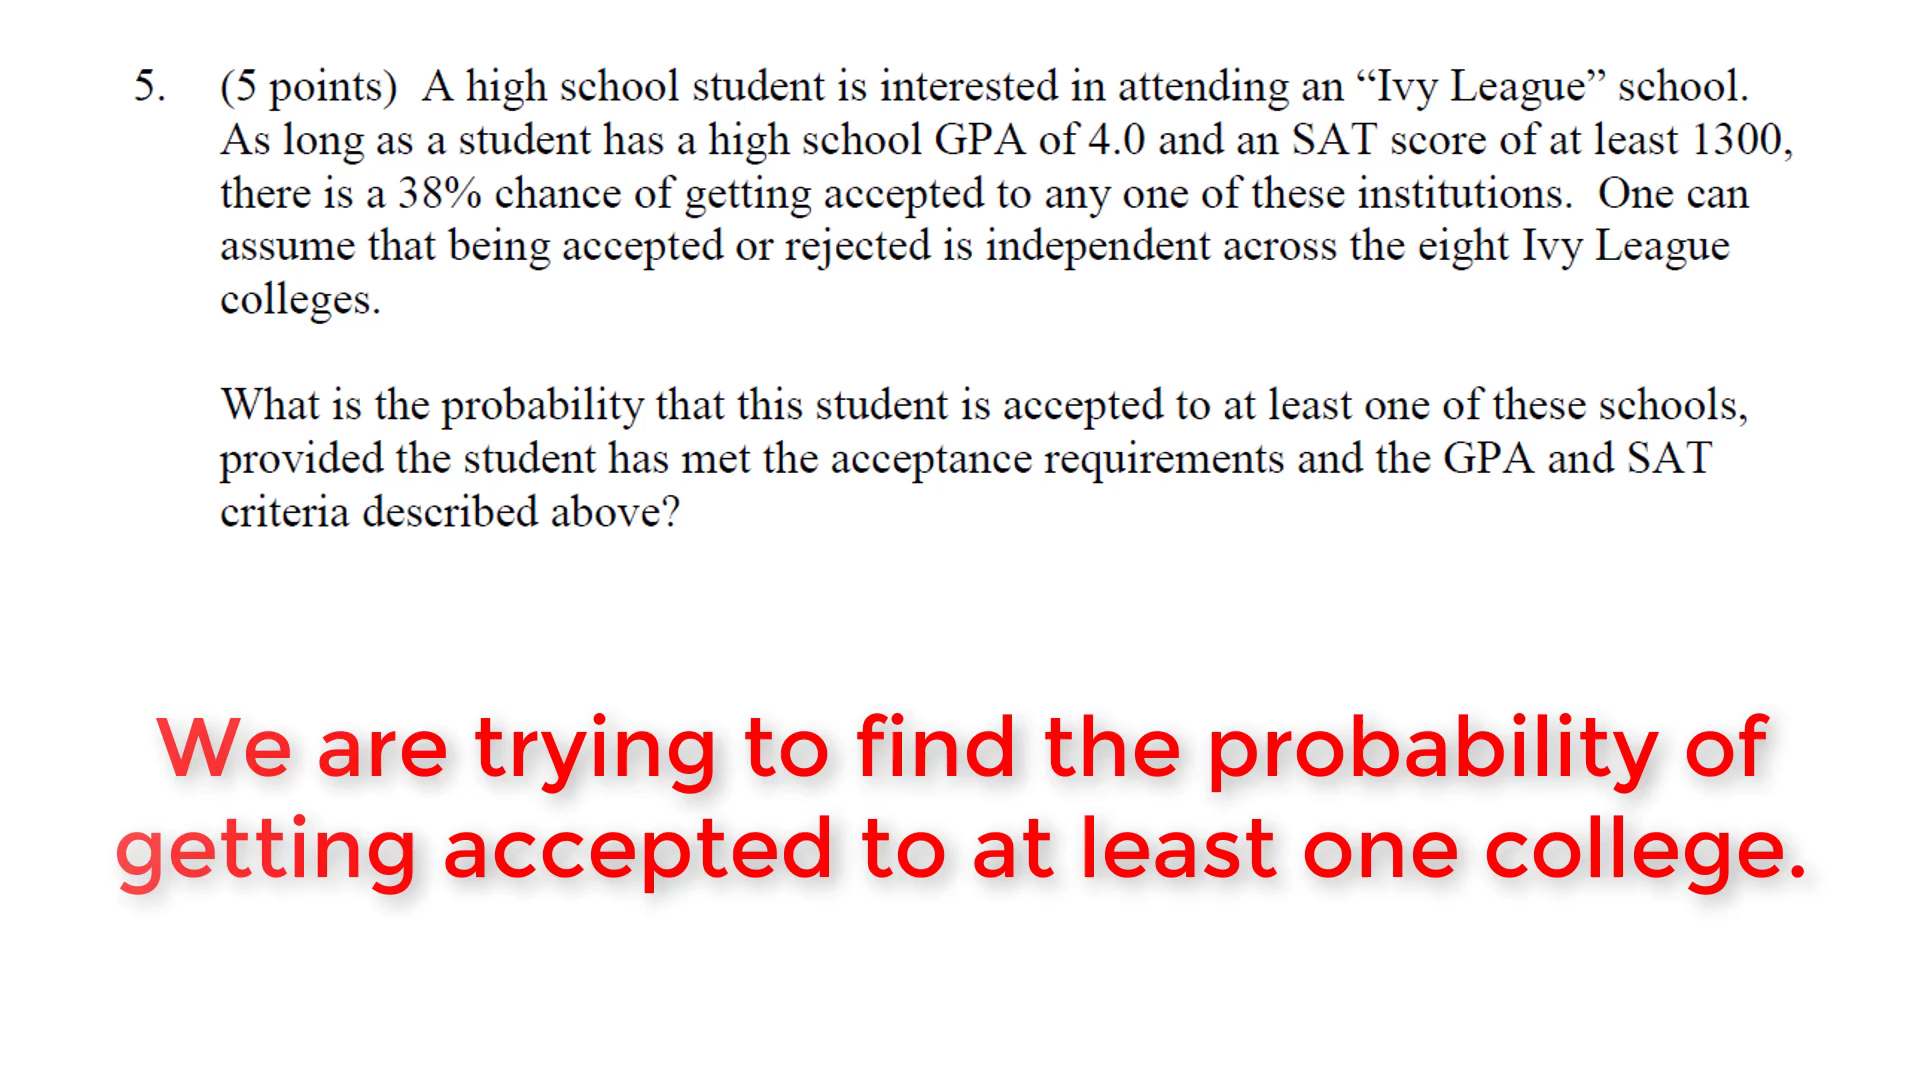 5. (5 points) A high school student is interested in attending an “Ivy League” school.
As long as a student has a high school GPA of 4.0 and an SAT score of at least 1300,
there is a 38% chance of getting accepted to any one of these institutions. One can
assume that being accepted or rejected is independent across the eight Ivy League
colleges.
What is the probability that this student is accepted to at least one of these schools,
provided the student has met the acceptance requirements and the GPA and SAT
criteria described above?
We are trying to find the probability of
getting accepted to at least one college.